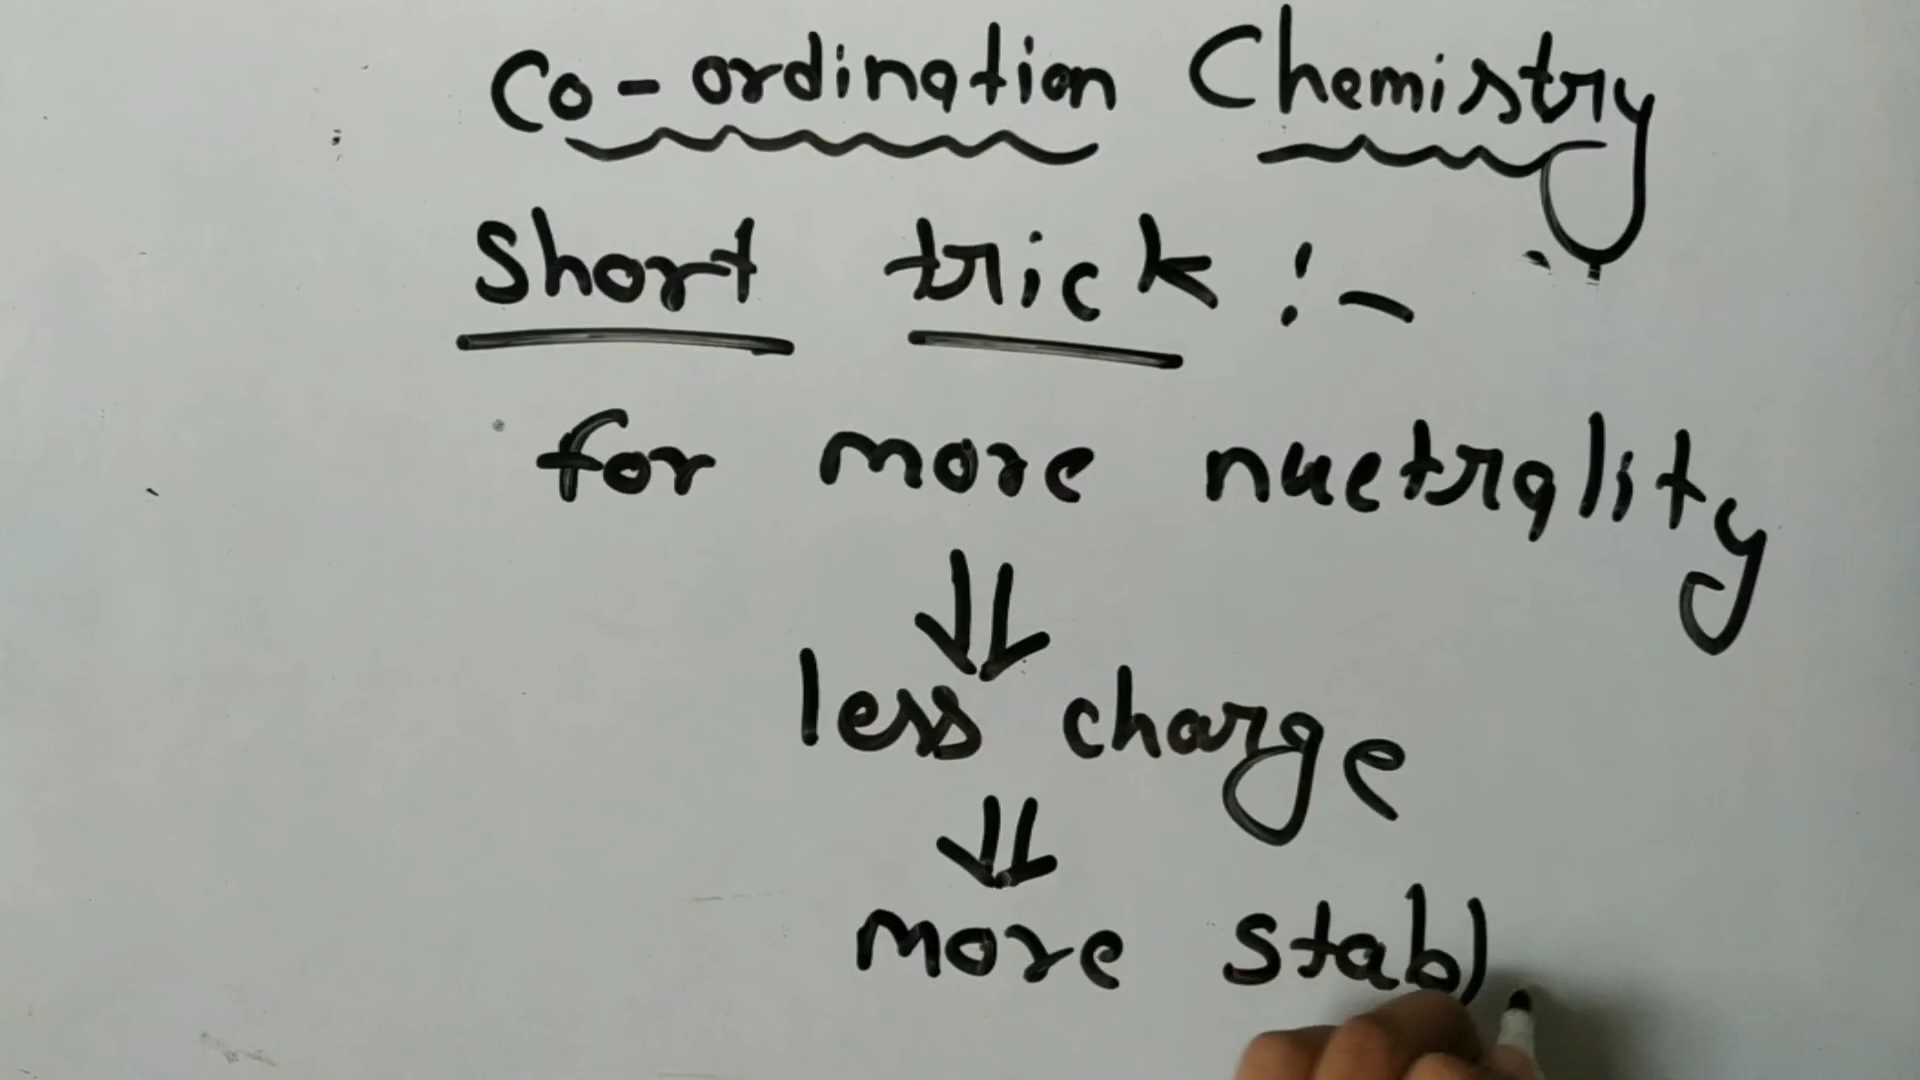 Co-ordination Chemistry
Short trick :-
for more nuetrality
less charge
more stabl